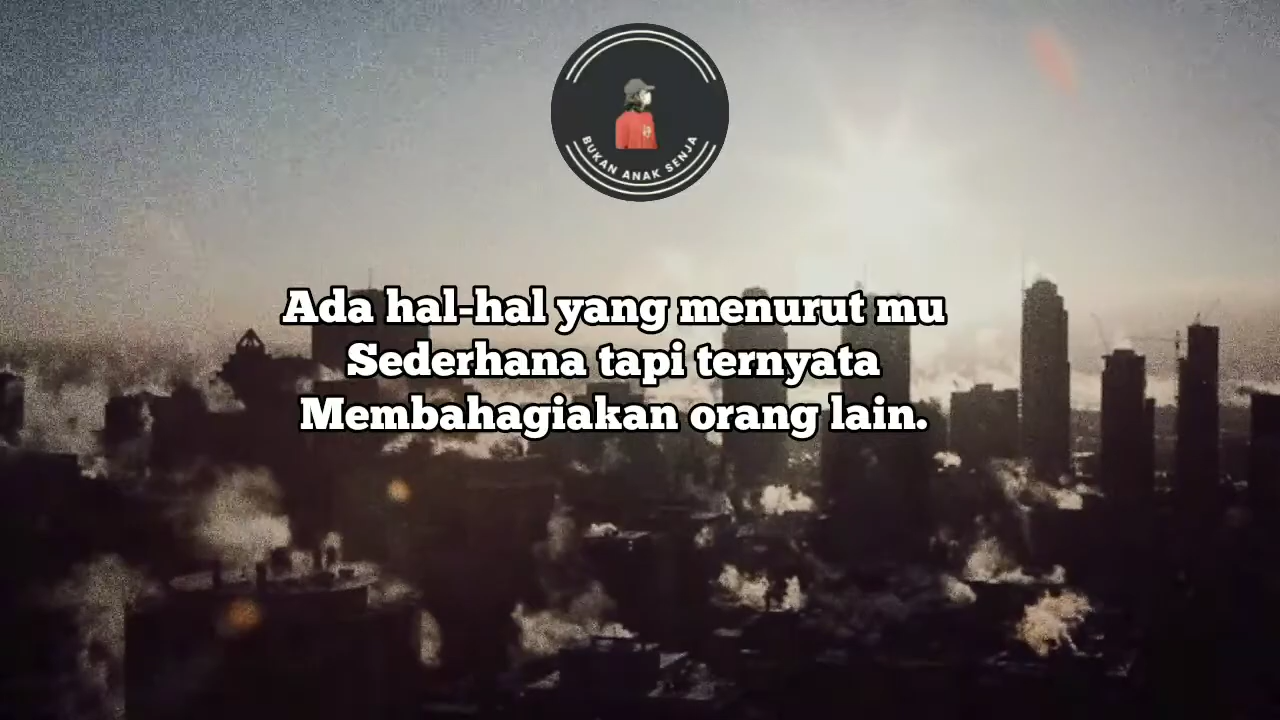 BUKAN ANAK SENJA
Ada hal-hal yang menurut mu
Sederhana tapi ternyata
Membahagiakan orang lain.